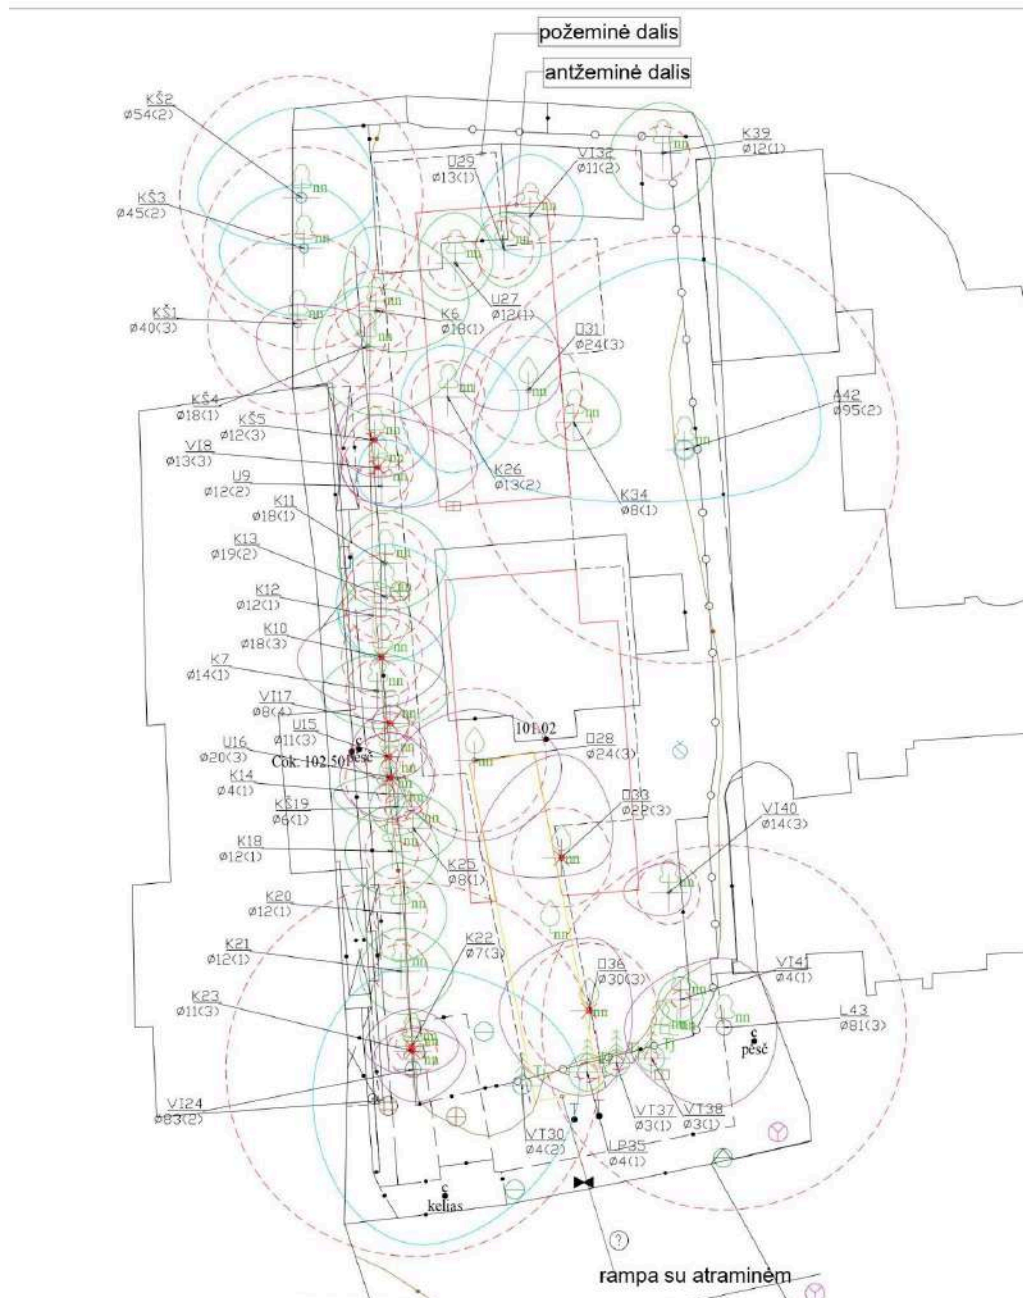 požeminė dalis
antžeminė dalis
KŠ2
ø54(2)
K39
ø12(1)
VI32
ø11(2)
U29
ø13(1)
KŠ3
ø45(2)
U27
ø12(1)
KŠ1
ø40(3)
K6
ø18(1)
31
ø24(3)
KŠ4
ø18(1)
A42
ø95(2)
KŠ5
ø12(3)
VI8
ø13(3)
K26
ø13(2)
U9
ø12(2)
K34
ø8(1)
K11
ø18(1)
K13
ø19(2)
K12
ø12(1)
K10
ø18(3)
K7
ø14(1)
VI17
ø8(4)
U15
ø11(3)
101.02
28
ø24(3)
c
pėsč
Cok. 102.50
U16
ø20(3)
K14
ø4(1)
33
ø22(3)
VI40
ø14(3)
KŠ19
ø6(1)
K18
ø12(1)
K25
ø8(1)
K20
ø12(1)
K22
ø7(3)
K21
ø12(1)
36
ø30(3)
VI41
ø4(1)
K23
ø11(3)
L43
ø81(3)
c
pėsč
VI24
ø83(2)
VT30
ø4(2)
VT37
ø3(1)
VT38
ø3(1)
LP35
ø4(1)
c
kelias
?
rampa su atraminėm